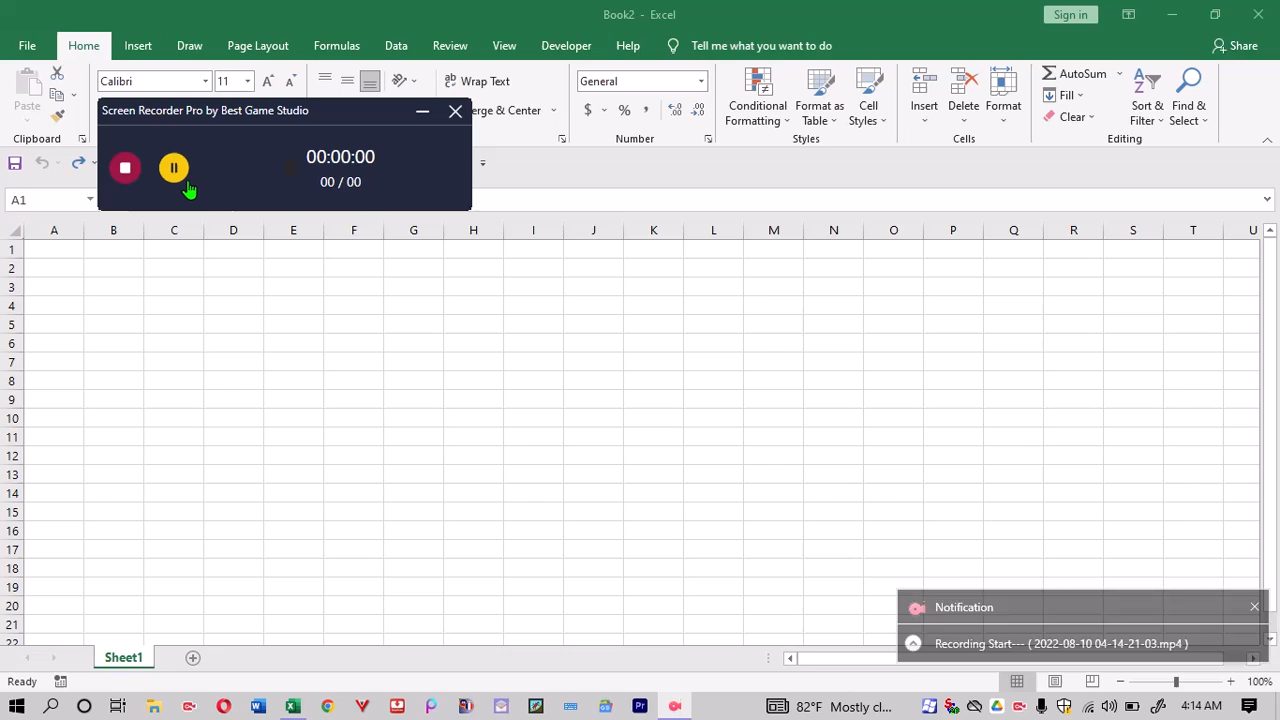 Book2 - Excel
Sign in
File Home Insert Draw Page Layout Formulas Data Review View Developer Help Tell me what you want to do Share
Paste Calibri 11 Wrap Text General Conditional Formatting Format as Table Cell Styles Insert Delete Format AutoSum Fill Clear Sort & Filter Find & Select
erge & Center
$ %
Clipboard Number Styles Cells Editing
Screen Recorder Pro by Best Game Studio
00:00:00
00 / 00
A1
A B C D E F G H I J K L M N O P Q R S T U
1
2
3
4
5
6
7
8
9
10
11
12
13
14
15
16
17
18
19
20
21
22
Notification
Recording Start--- ( 2022-08-10 04-14-21-03.mp4 )
Sheet1
Ready
100%
82°F Mostly cl...
4:14 AM